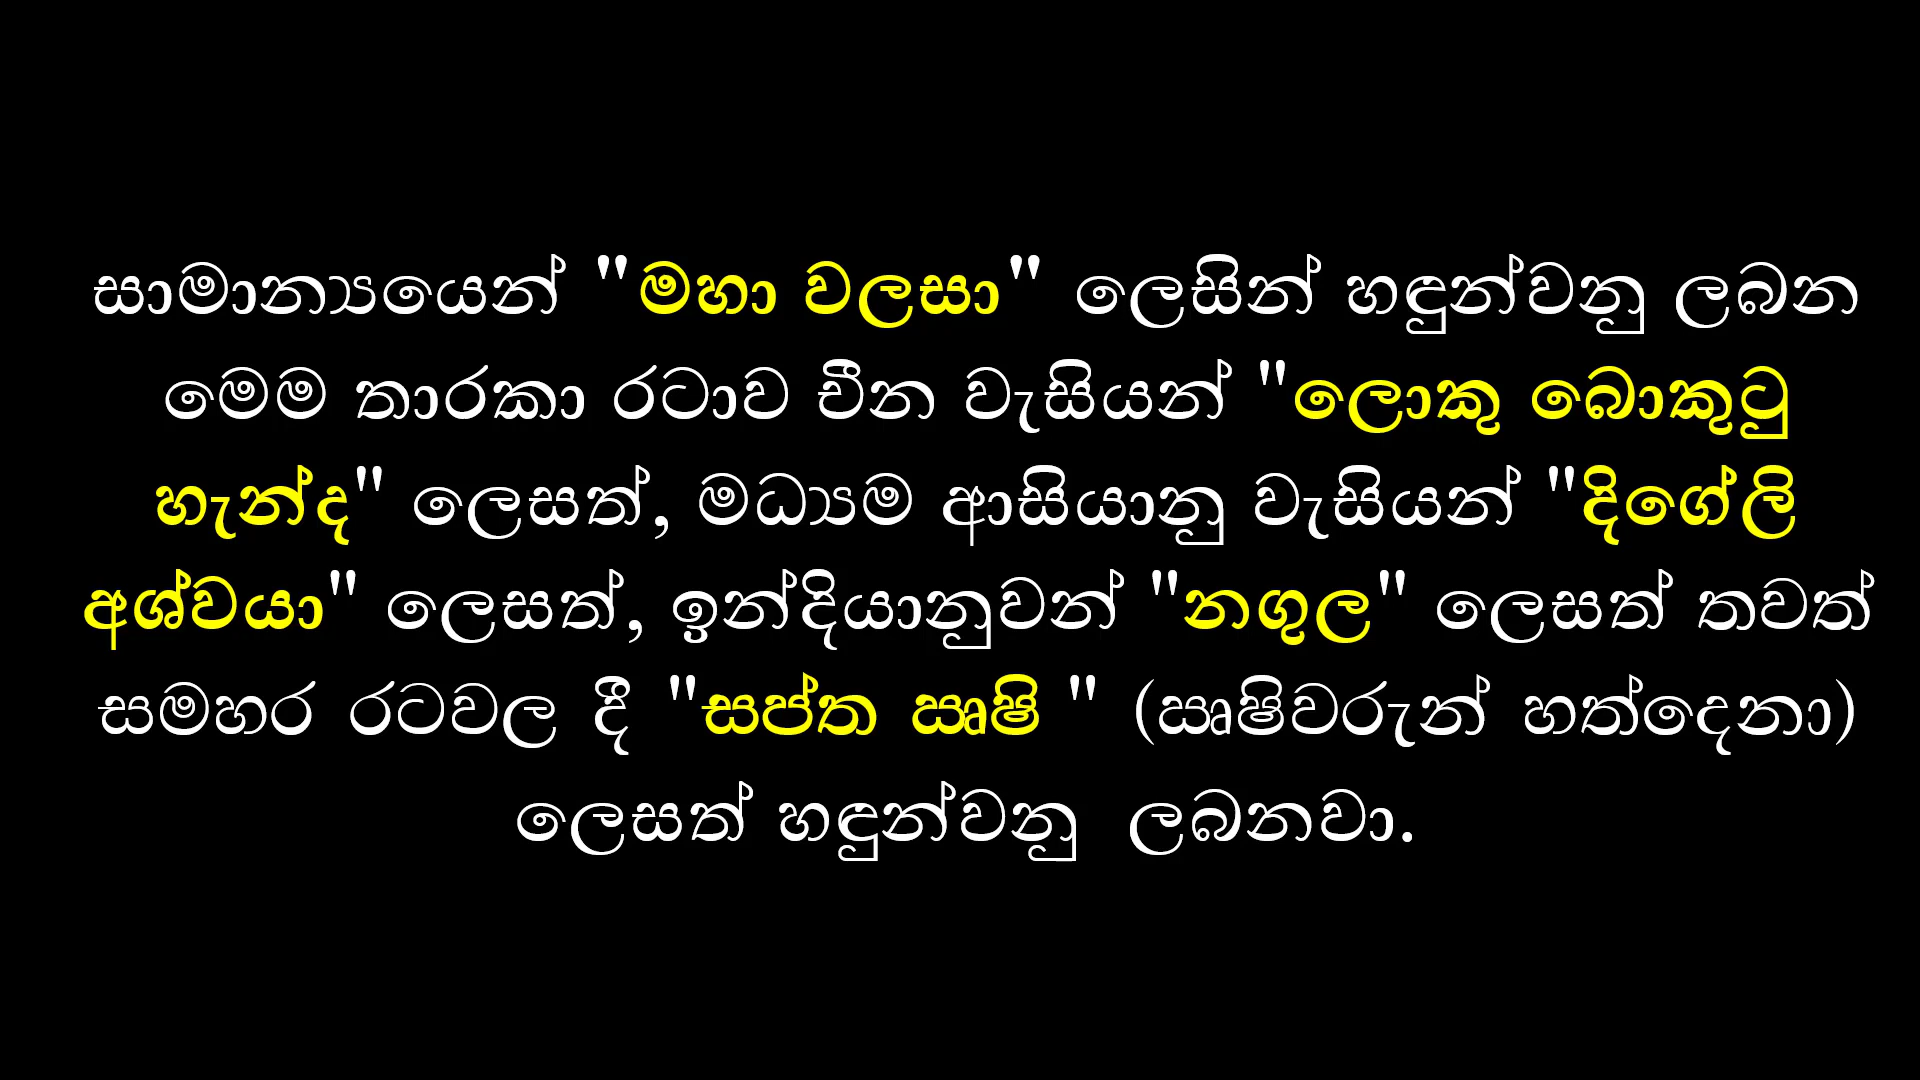 සාමාන්‍යයෙන් "මහා වලසා" ලෙසින් හඳුන්වනු ලබන
මෙම තාරකා රටාව චීන වැසියන් "ලොකු බොකුටු
හැන්ද" ලෙසත්, මධ්‍යම ආසියානු වැසියන් "දිගේලි
අශ්වයා" ලෙසත්, ඉන්දියානුවන් "නගුල" ලෙසත් තවත්
සමහර රටවල දී "සප්ත ඍෂි " (ඍෂිවරුන් හත්දෙනා)
ලෙසත් හඳුන්වනු  ලබනවා.